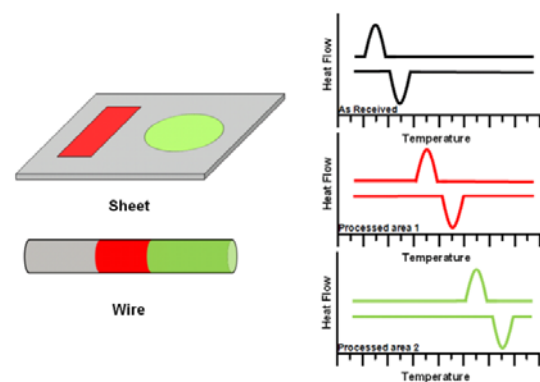 Sheet
Wire
Heat Flow
As Received
Temperature
Heat Flow
Processed area 1
Temperature
Heat Flow
Processed area 2
Temperature